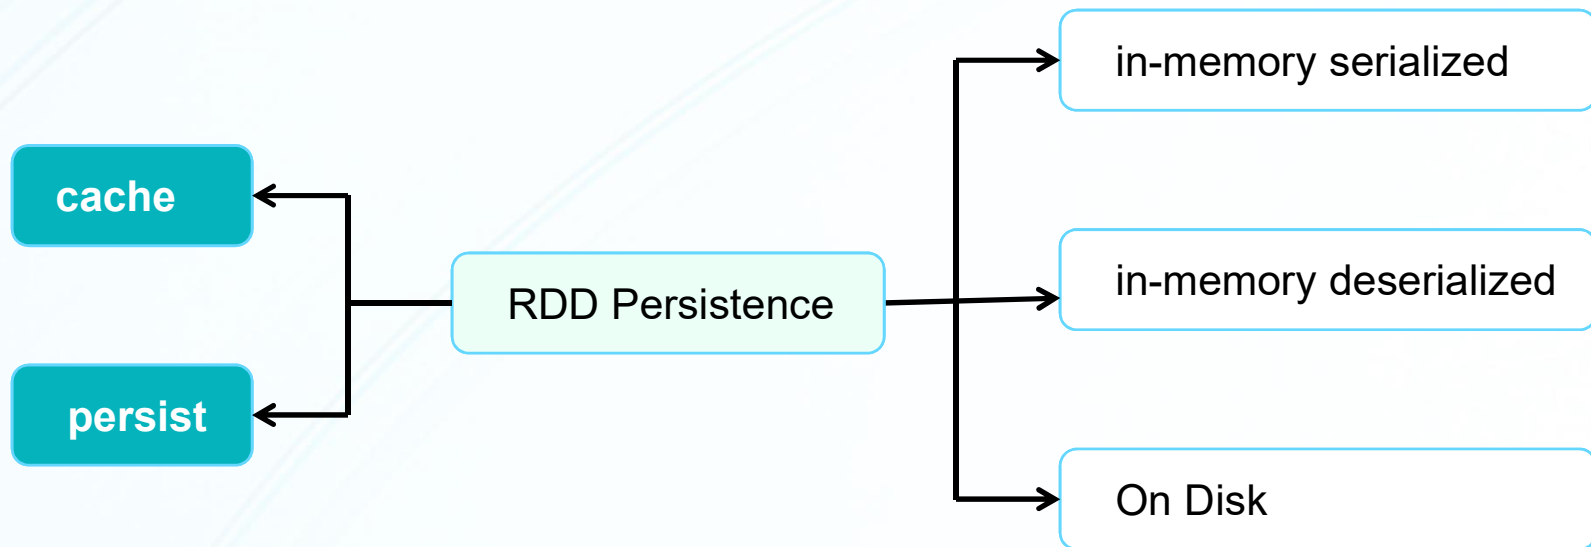 cache
persist
RDD Persistence
in-memory serialized
in-memory deserialized
On Disk